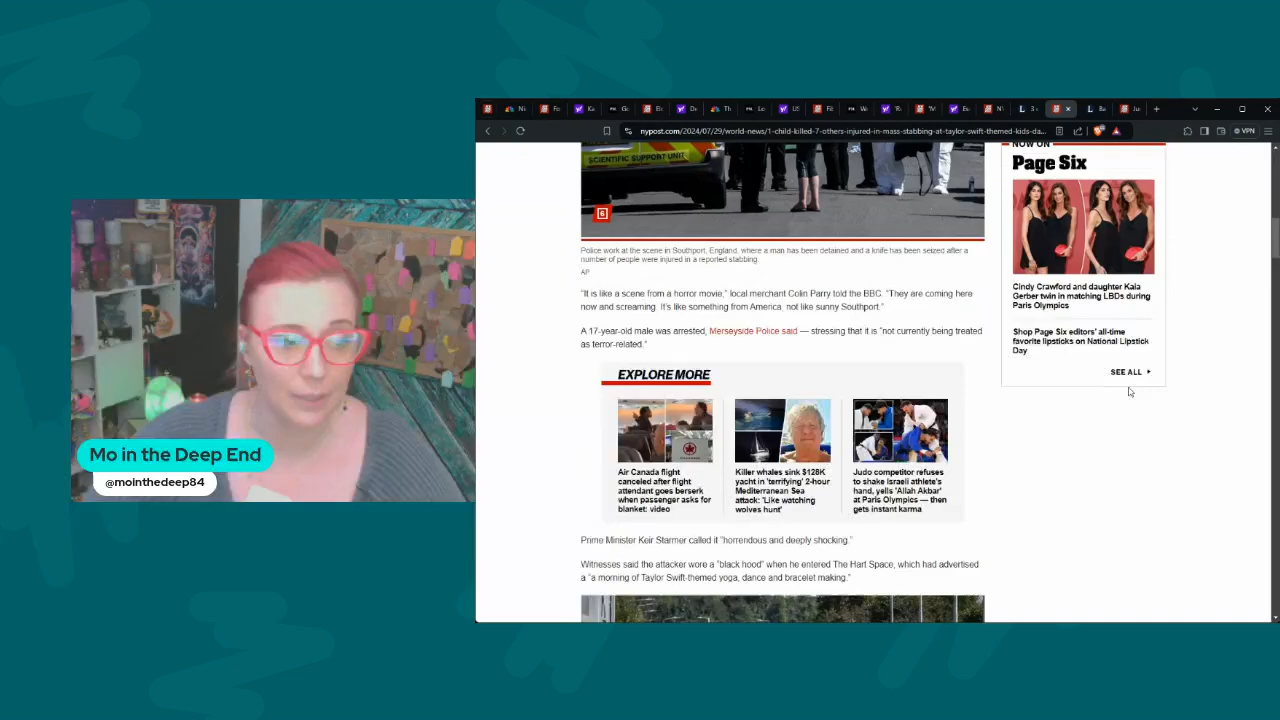 nypost.com/2024/07/29/world-news/1-child-killed-7-others-injured-in-mass-stabbing-at-taylor-swift-themed-kids-da...
VPN
SCIENTIFIC SUPPORT UNIT
6
Police work at the scene in Southport, England, where a man has been detained and a knife has been seized after a
number of people were injured in a reported stabbing.
AP
"It is like a scene from a horror movie," local merchant Colin Parry told the BBC. "They are coming here
now and screaming. It's like something from America, not like sunny Southport."
A 17-year-old male was arrested, Merseyside Police said — stressing that it is "not currently being treated
as terror-related."
EXPLORE MORE
Air Canada flight
canceled after flight
attendant goes berserk
when passenger asks for
blanket: video
Killer whales sink $128K
yacht in 'terrifying' 2-hour
Mediterranean Sea
attack: 'Like watching
wolves hunt'
Judo competitor refuses
to shake Israeli athlete's
hand, yells 'Allah Akbar'
at Paris Olympics — then
gets instant karma
Prime Minister Keir Starmer called it "horrendous and deeply shocking."
Witnesses said the attacker wore a "black hood" when he entered The Hart Space, which had advertised
a "a morning of Taylor Swift-themed yoga, dance and bracelet making."
NOW ON
Page Six
Cindy Crawford and daughter Kaia
Gerber twin in matching LBDs during
Paris Olympics
Shop Page Six editors' all-time
favorite lipsticks on National Lipstick
Day
SEE ALL
Mo in the Deep End
@mointhedeep84